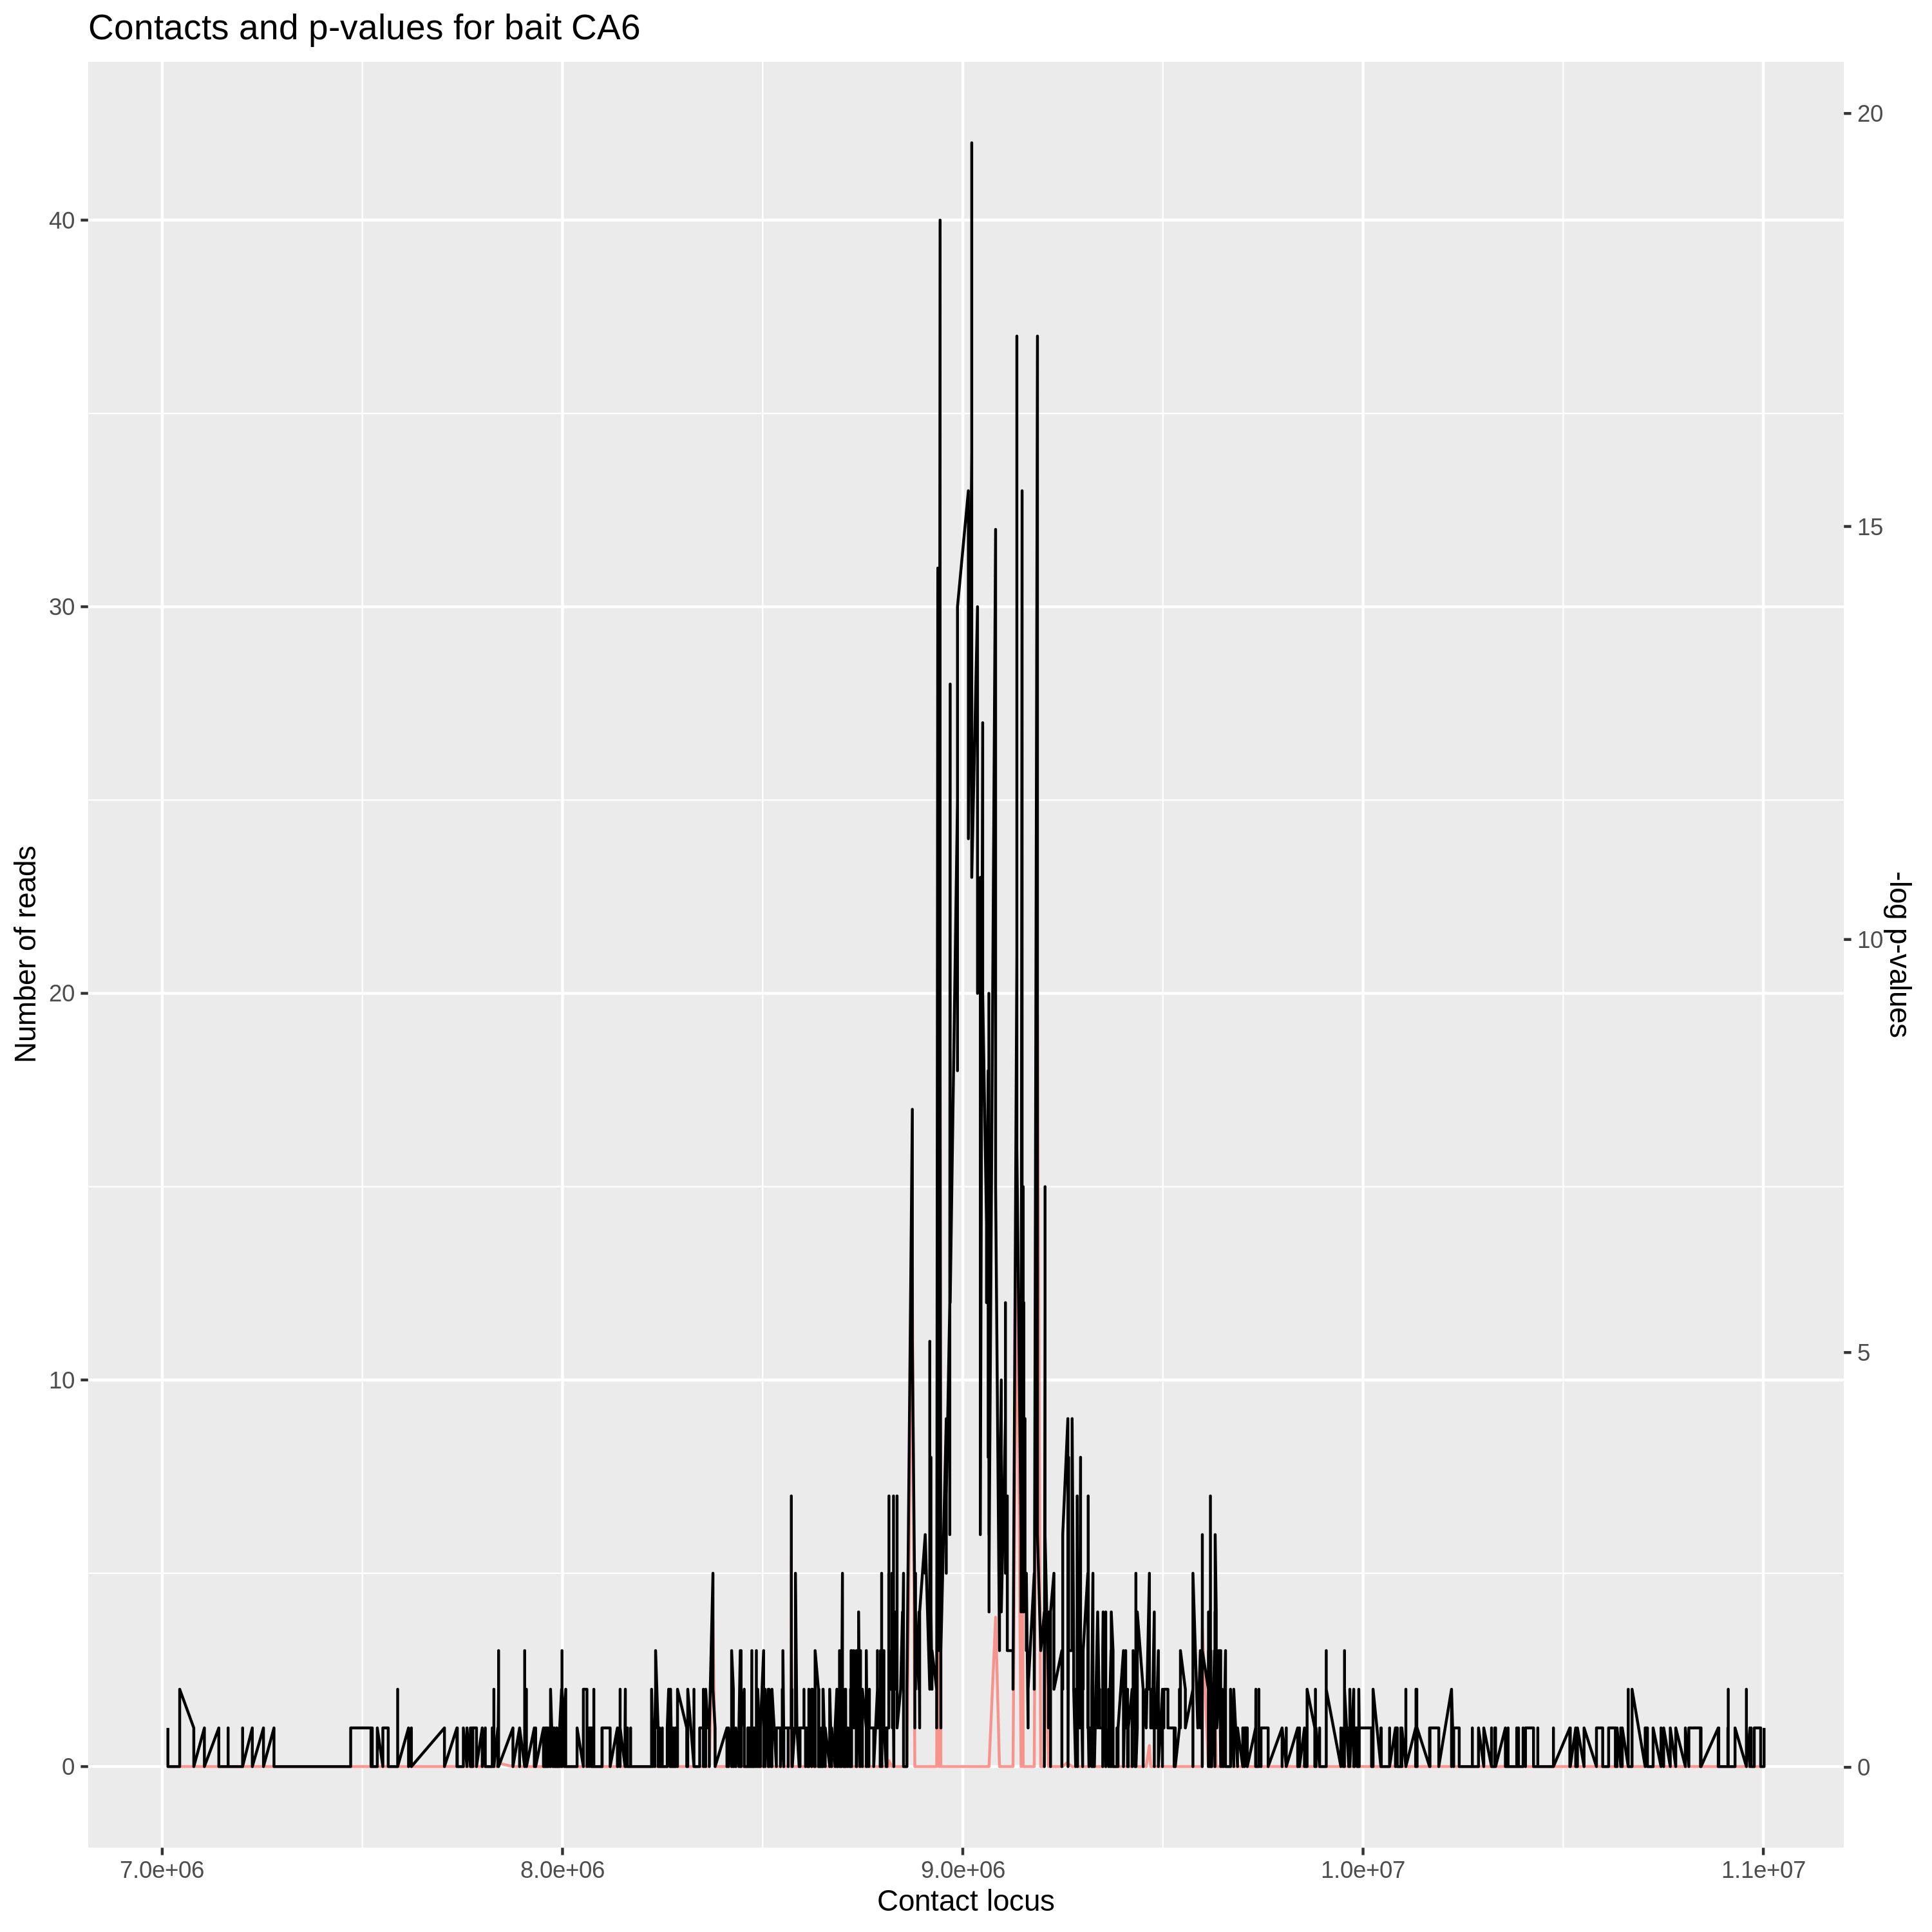 Contacts and p-values for bait CA6
40
30
20
10
0
Number of reads
20
15
10
5
0
-log p-values
7.0e+06
8.0e+06
9.0e+06
1.0e+07
1.1e+07
Contact locus